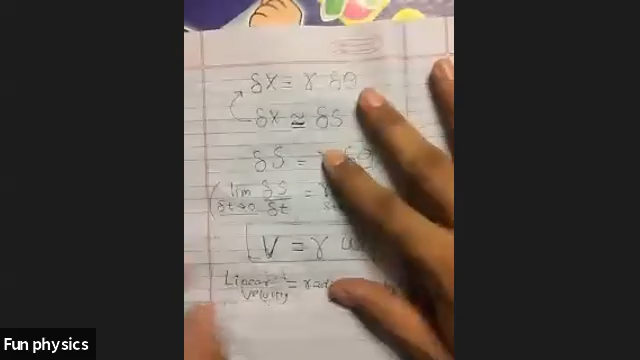 δx = r δθ
δx ≅ δs
δs = δθ
lim δt→0 δs/δt =
V = r
Linear velocity =
Fun physics